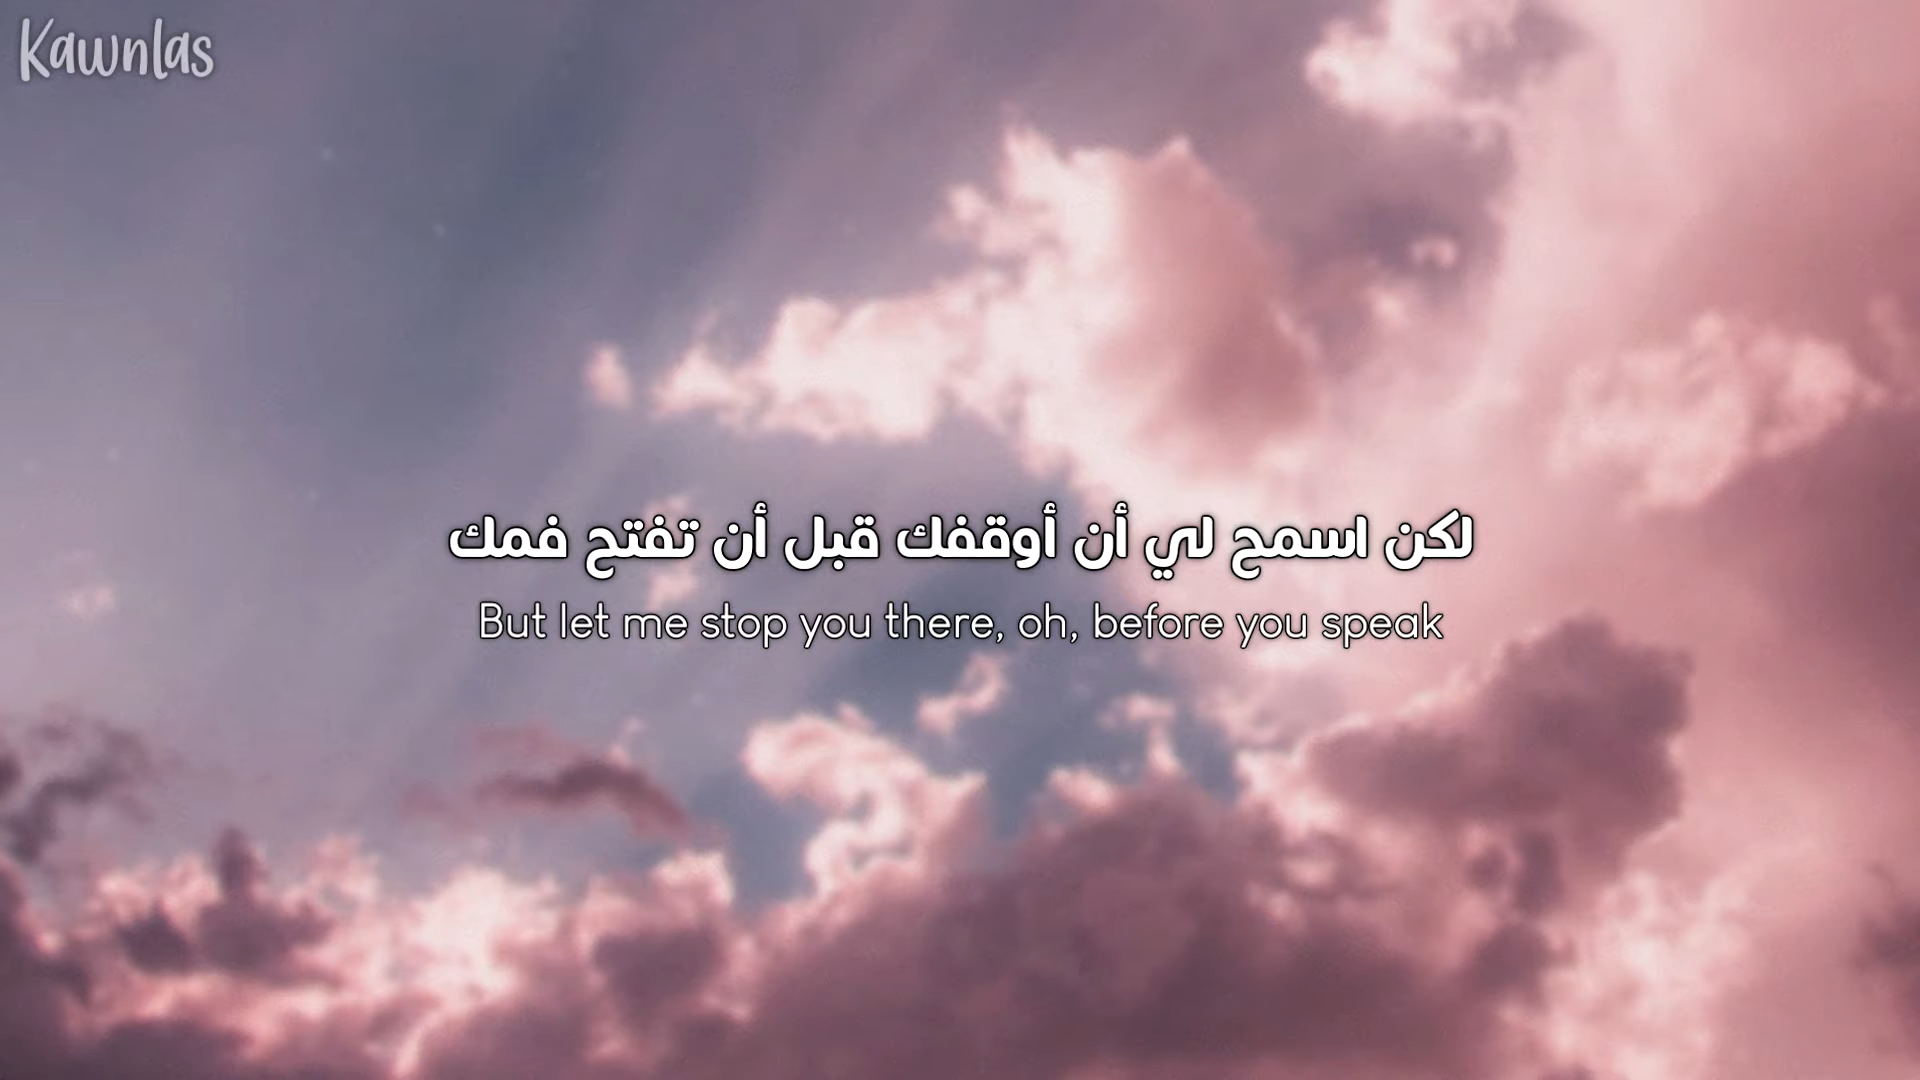 Kawnlas
لكن اسمح لي أن أوقفك قبل أن تفتح فمك
But let me stop you there, oh, before you speak